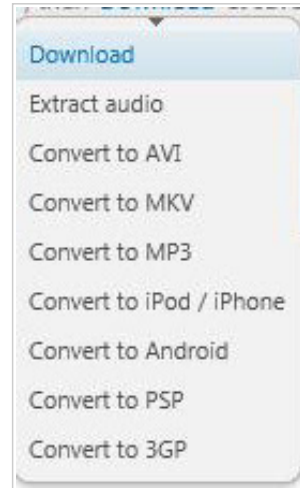 Download
Extract audio
Convert to AVI
Convert to MKV
Convert to MP3
Convert to iPod / iPhone
Convert to Android
Convert to PSP
Convert to 3GP